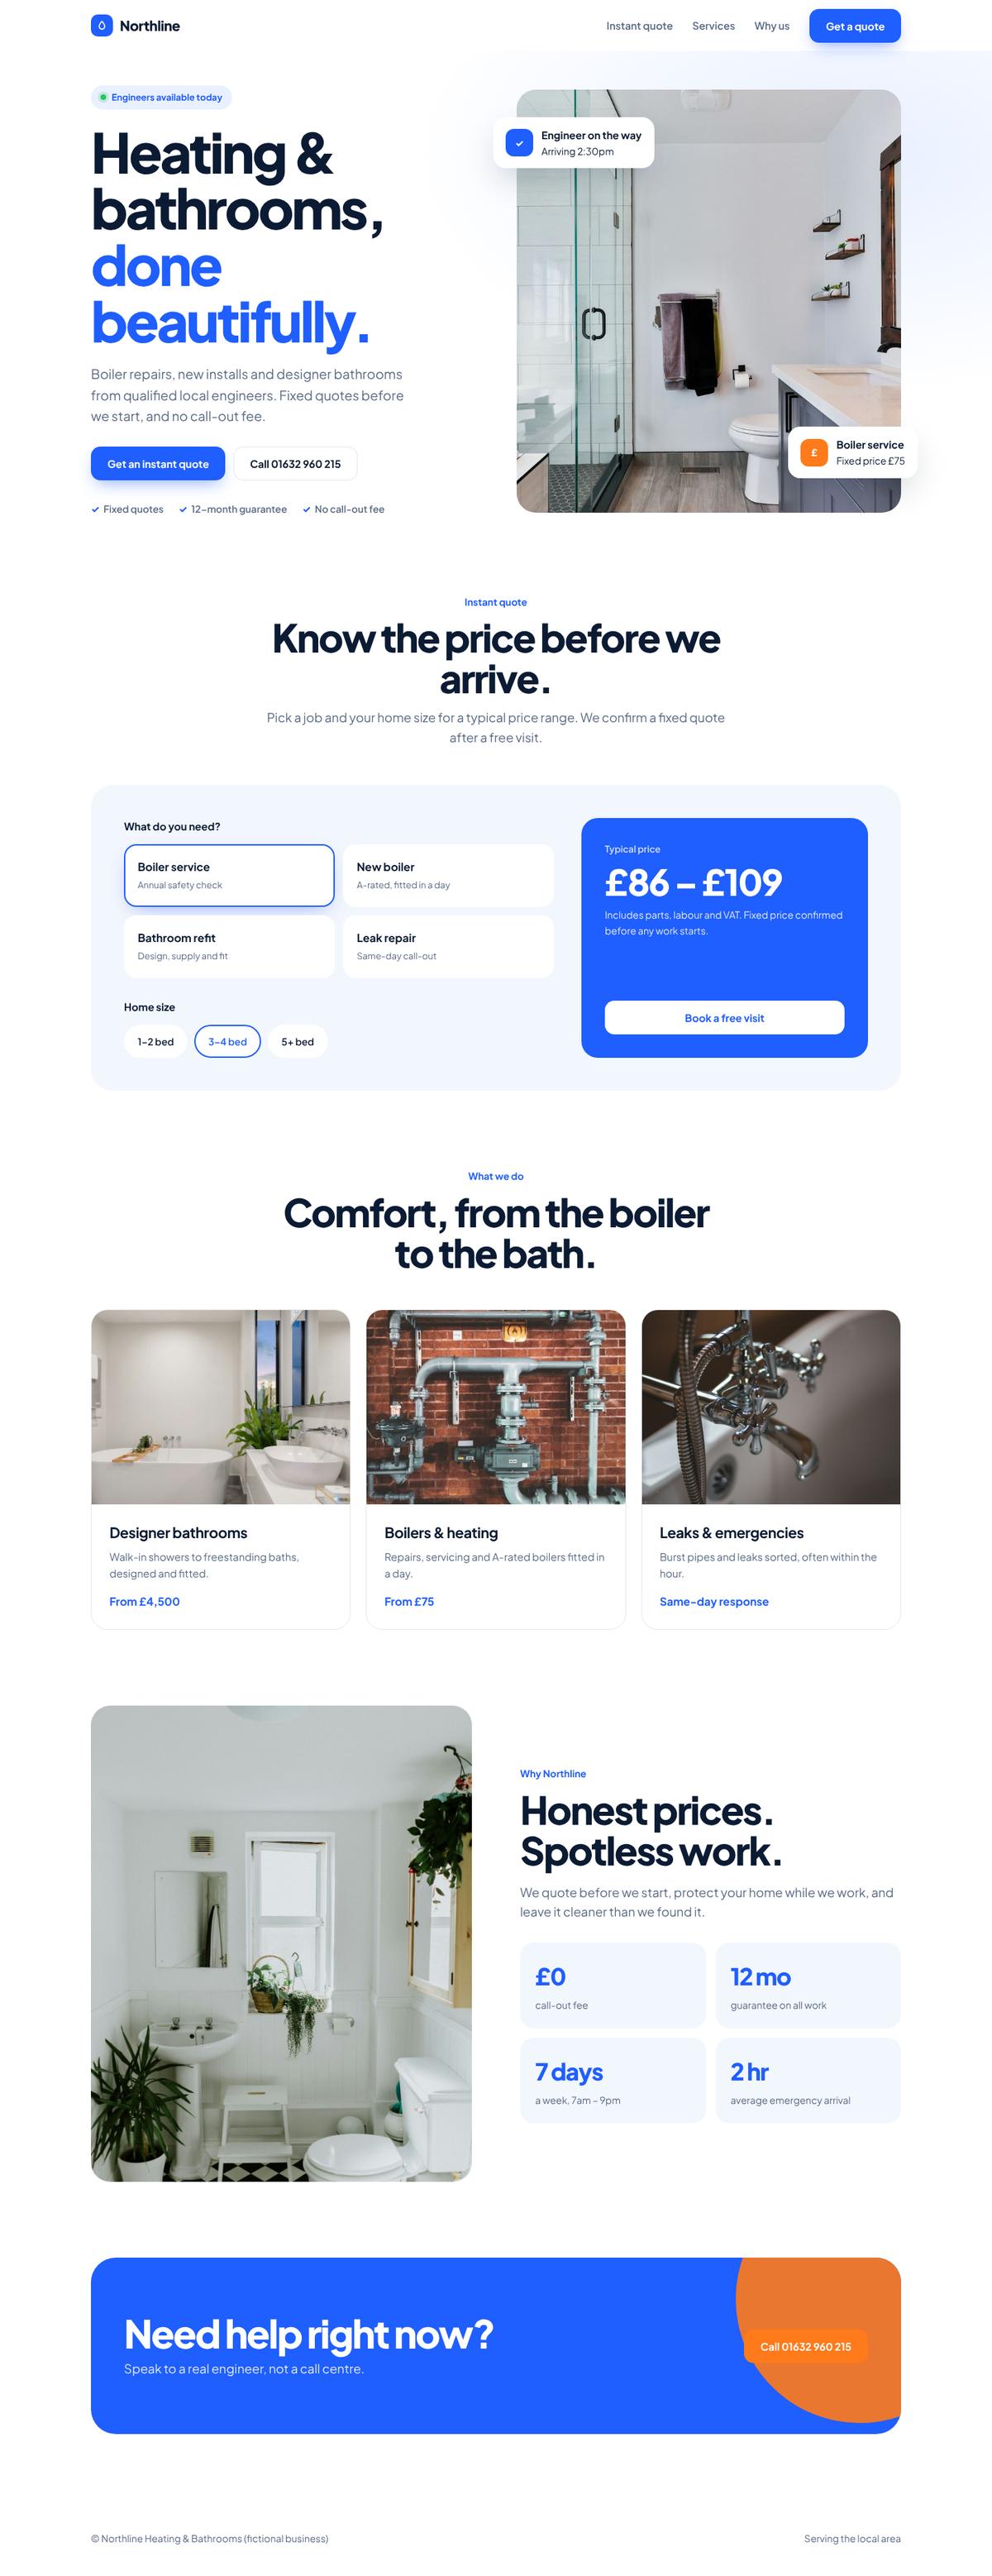 Northline
Instant quote
Services
Why us
Get a quote
Engineers available today
Heating &
bathrooms,
done
beautifully.
Boiler repairs, new installs and designer bathrooms
from qualified local engineers. Fixed quotes before
we start, and no call-out fee.
Get an instant quote
Call 01632 960 215
✓ Fixed quotes
✓ 12-month guarantee
✓ No call-out fee
✓
Engineer on the way
Arriving 2:30pm
£
Boiler service
Fixed price £75
Instant quote
Know the price before we
arrive.
Pick a job and your home size for a typical price range. We confirm a fixed quote
after a free visit.
What do you need?
Boiler service
Annual safety check
New boiler
A-rated, fitted in a day
Bathroom refit
Design, supply and fit
Leak repair
Same-day call-out
Home size
1–2 bed
3–4 bed
5+ bed
Typical price
£86 – £109
Includes parts, labour and VAT. Fixed price confirmed
before any work starts.
Book a free visit
What we do
Comfort, from the boiler
to the bath.
Designer bathrooms
Walk-in showers to freestanding baths,
designed and fitted.
From £4,500
Boilers & heating
Repairs, servicing and A-rated boilers fitted in
a day.
From £75
Leaks & emergencies
Burst pipes and leaks sorted, often within the
hour.
Same-day response
Why Northline
Honest prices.
Spotless work.
We quote before we start, protect your home while we work, and
leave it cleaner than we found it.
£0
call-out fee
12 mo
guarantee on all work
7 days
a week, 7am – 9pm
2 hr
average emergency arrival
Need help right now?
Speak to a real engineer, not a call centre.
Call 01632 960 215
© Northline Heating & Bathrooms (fictional business)
Serving the local area